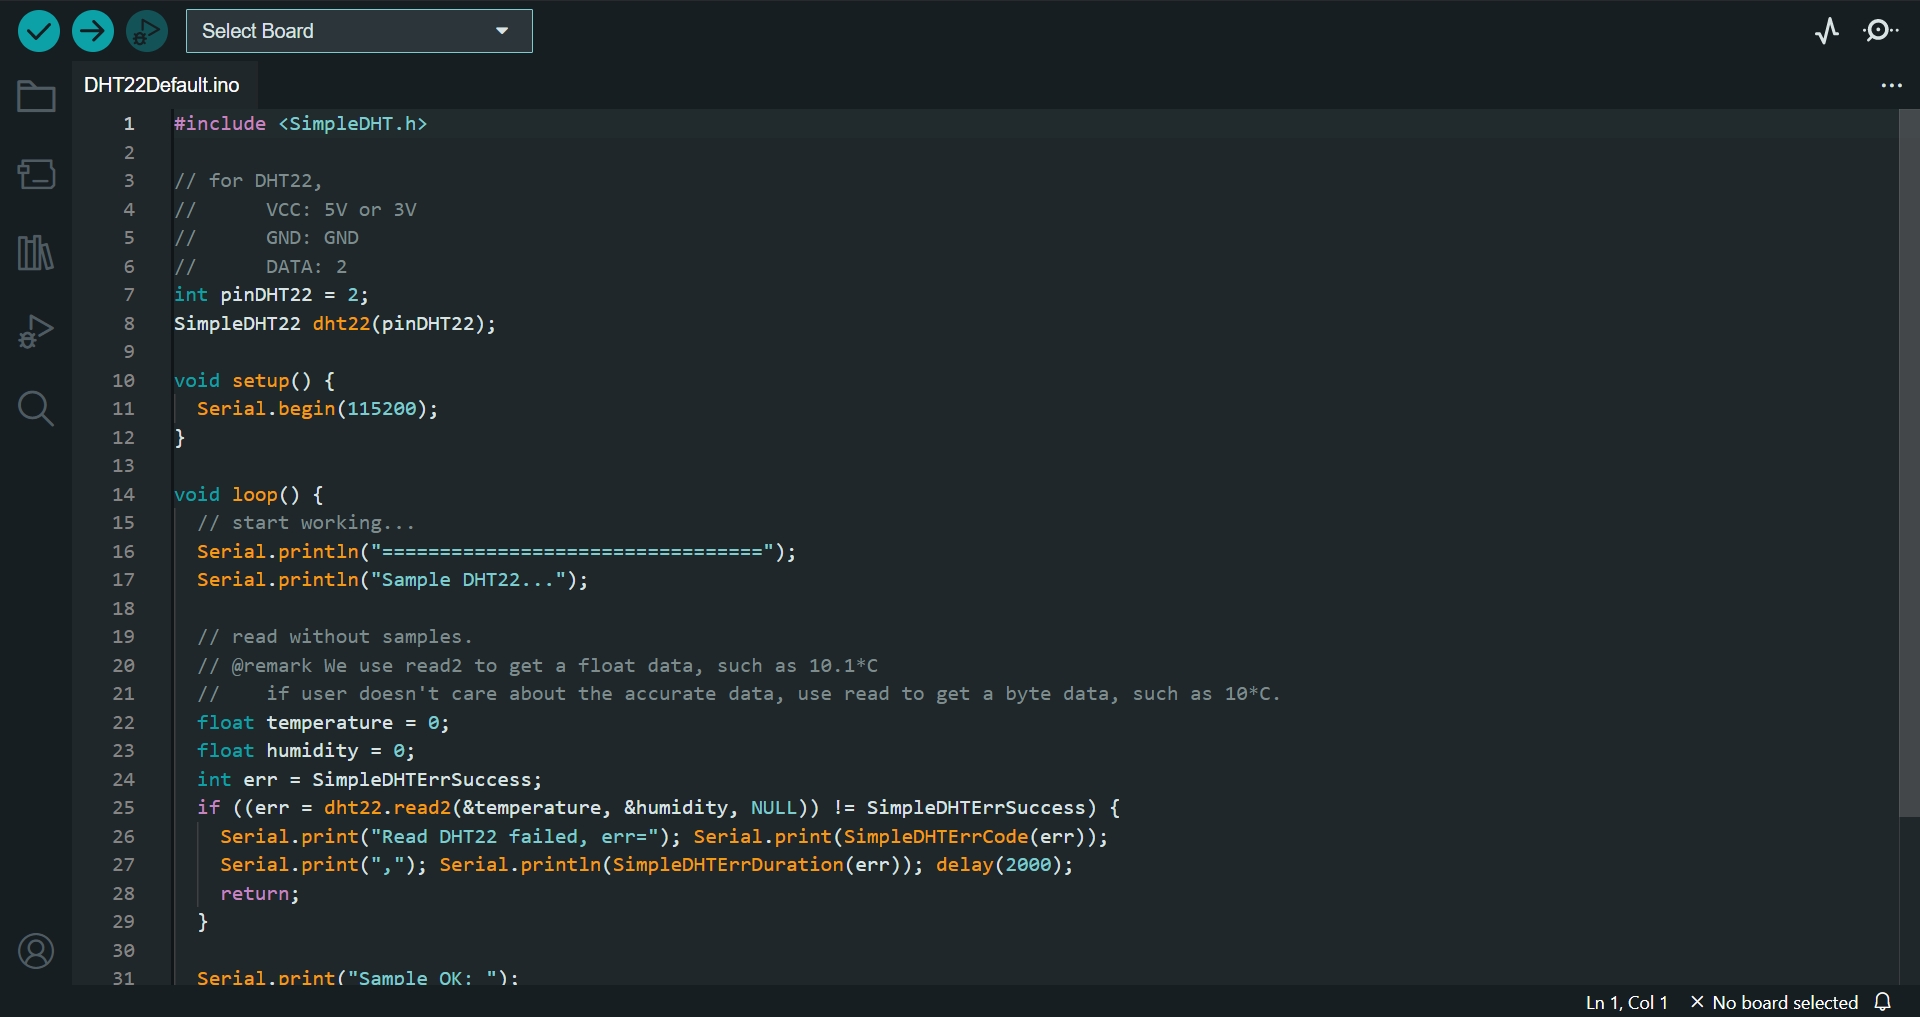 Select Board
DHT22Default.ino
1 #include <SimpleDHT.h>
2
3 // for DHT22,
4 //      VCC: 5V or 3V
5 //      GND: GND
6 //      DATA: 2
7 int pinDHT22 = 2;
8 SimpleDHT22 dht22(pinDHT22);
9
10 void setup() {
11   Serial.begin(115200);
12 }
13
14 void loop() {
15   // start working...
16   Serial.println("=================================");
17   Serial.println("Sample DHT22...");
18
19   // read without samples.
20   // @remark We use read2 to get a float data, such as 10.1*C
21   //    if user doesn't care about the accurate data, use read to get a byte data, such as 10*C.
22   float temperature = 0;
23   float humidity = 0;
24   int err = SimpleDHTErrSuccess;
25   if ((err = dht22.read2(&temperature, &humidity, NULL)) != SimpleDHTErrSuccess) {
26     Serial.print("Read DHT22 failed, err="); Serial.print(SimpleDHTErrCode(err));
27     Serial.print(","); Serial.println(SimpleDHTErrDuration(err)); delay(2000);
28     return;
29   }
30
31   Serial.print("Sample OK: ");
Ln 1, Col 1 × No board selected